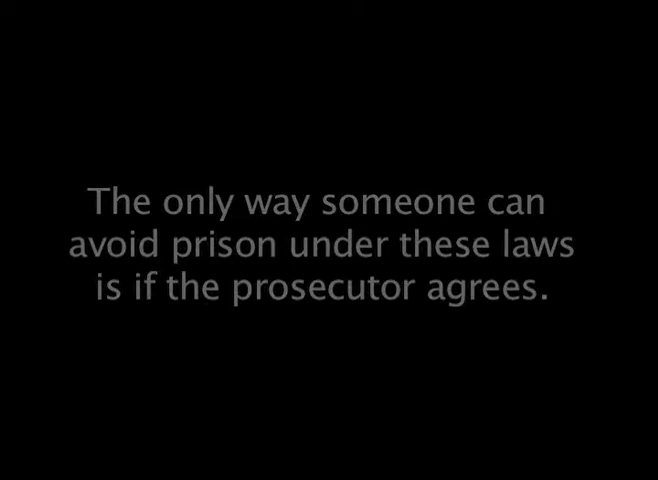 The only way someone can
avoid prison under these laws
is if the prosecutor agrees.